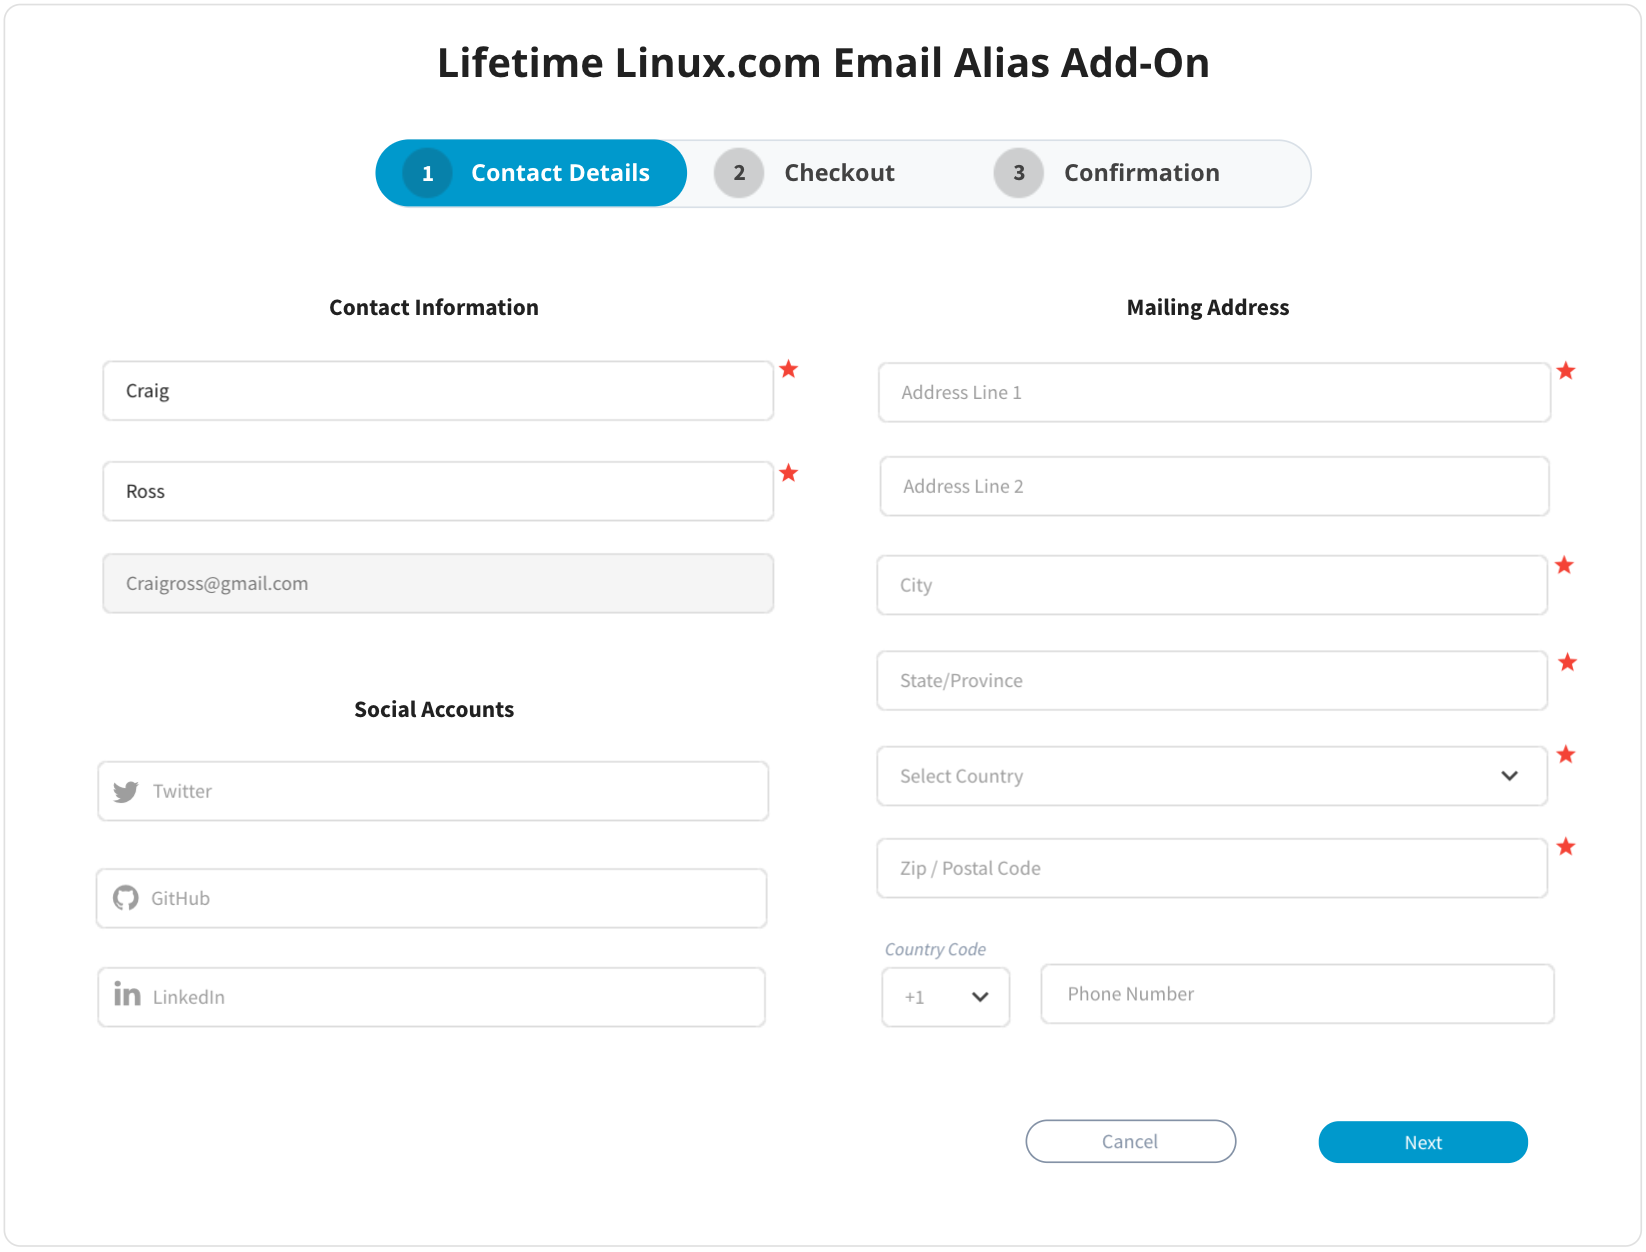 Lifetime Linux.com Email Alias Add-On
1 Contact Details 2 Checkout 3 Confirmation
Contact Information
Craig
Ross
Craigross@gmail.com
Social Accounts
Twitter
GitHub
LinkedIn
Mailing Address
Address Line 1
Address Line 2
City
State/Province
Select Country
Zip / Postal Code
Country Code
+1
Phone Number
Cancel
Next